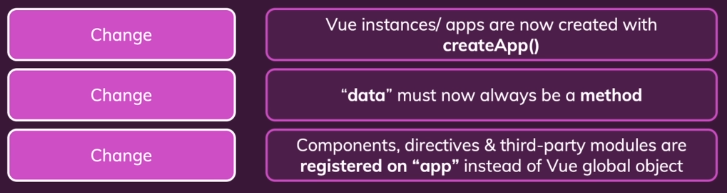 Change
Vue instances/ apps are now created with
createApp()
Change
“data” must now always be a method
Change
Components, directives & third-party modules are
registered on “app” instead of Vue global object